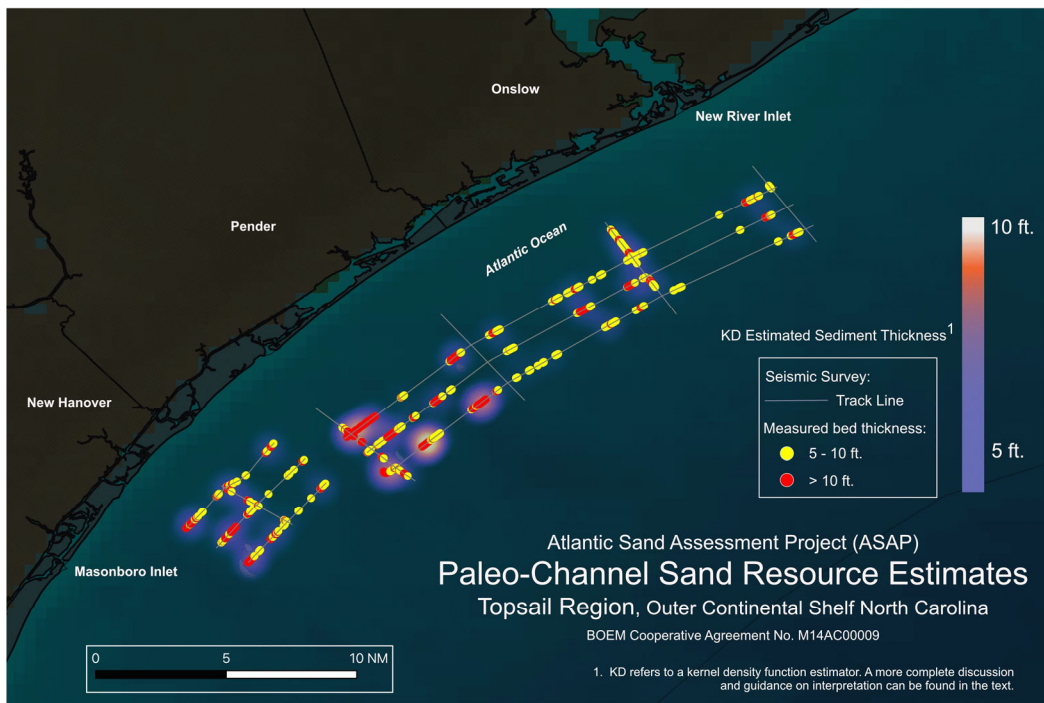 Onslow
New River Inlet
Pender
Atlantic Ocean
10 ft.
KD Estimated Sediment Thickness1
Seismic Survey:
Track Line
New Hanover
Measured bed thickness:
5 - 10 ft.
5 ft.
> 10 ft.
Masonboro Inlet
Atlantic Sand Assessment Project (ASAP)
Paleo-Channel Sand Resource Estimates
Topsail Region, Outer Continental Shelf North Carolina
BOEM Cooperative Agreement No. M14AC00009
0 5 10 NM
1. KD refers to a kernel density function estimator. A more complete discussion
and guidance on interpretation can be found in the text.